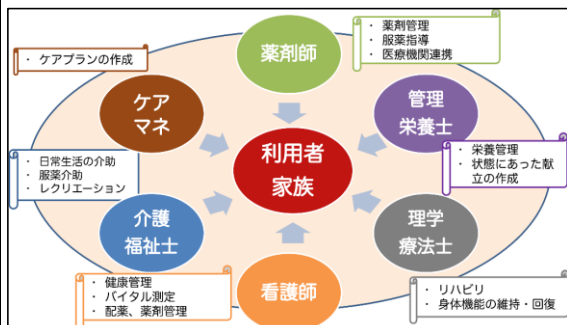 薬剤師
・ 薬剤管理
・ 服薬指導
・ 医療機関連携
・ ケアプランの作成
ケア
マネ
管理
栄養士
利用者
家族
・ 日常生活の介助
・ 服薬介助
・ レクリエーション
・ 栄養管理
・ 状態にあった献
立の作成
介護
福祉士
理学
療法士
看護師
・ 健康管理
・ バイタル測定
・ 配薬、薬剤管理
・ リハビリ
・ 身体機能の維持・回復